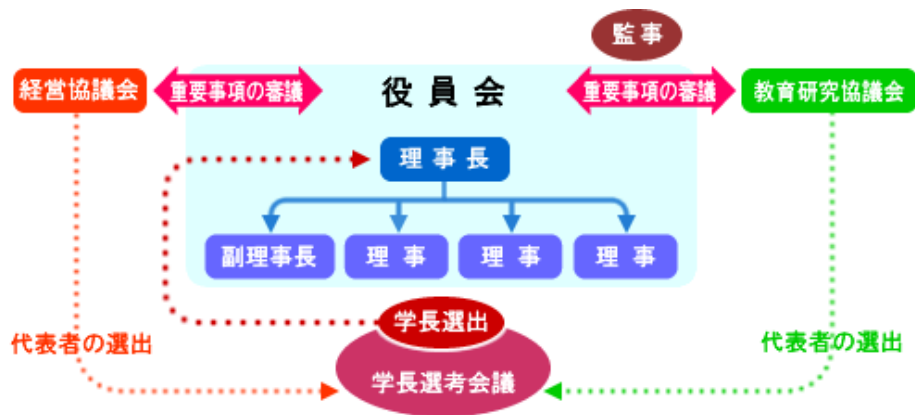 監事
経営協議会
重要事項の審議
役員会
重要事項の審議
教育研究協議会
理事長
副理事長
理事
理事
理事
学長選出
代表者の選出
代表者の選出
学長選考会議